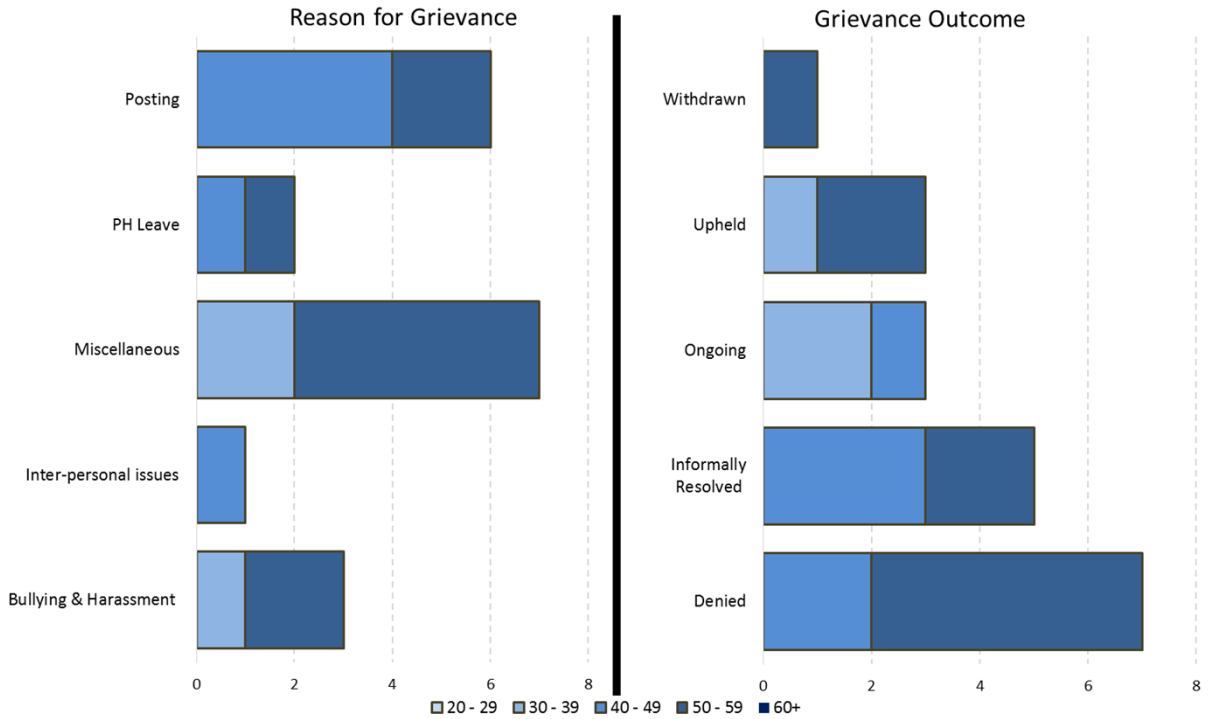 Reason for Grievance
Posting
PH Leave
Miscellaneous
Inter-personal issues
Bullying & Harassment
0 2 4 6 8
Grievance Outcome
Withdrawn
Upheld
Ongoing
Informally
Resolved
Denied
0 2 4 6 8
20 - 29 30 - 39 40 - 49 50 - 59 60+